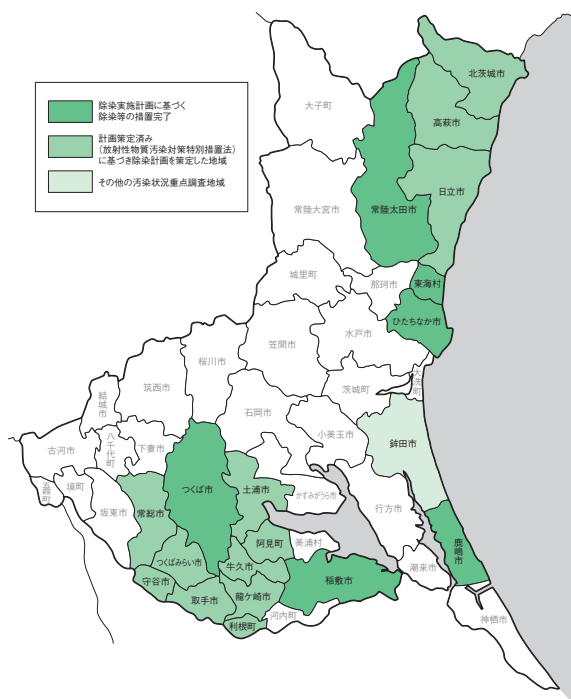 除染実施計画に基づく
除染等の措置完了
計画策定済み
（放射性物質汚染対策特別措置法）
に基づき除染計画を策定した地域
その他の汚染状況重点調査地域
北茨城市
大子町
高萩市
日立市
常陸大宮市
常陸太田市
城里町
那珂市
東海村
ひたちなか市
水戸市
笠間市
桜川市
大洗町
茨城町
筑西市
結城市
石岡市
小美玉市
鉾田市
古河市
八千代町
下妻市
つくば市
土浦市
かすみがうら市
五霞町
境町
坂東市
常総市
行方市
阿見町
美浦村
鹿嶋市
つくばみらい市
牛久市
潮来市
守谷市
稲敷市
取手市
龍ケ崎市
河内町
神栖市
利根町